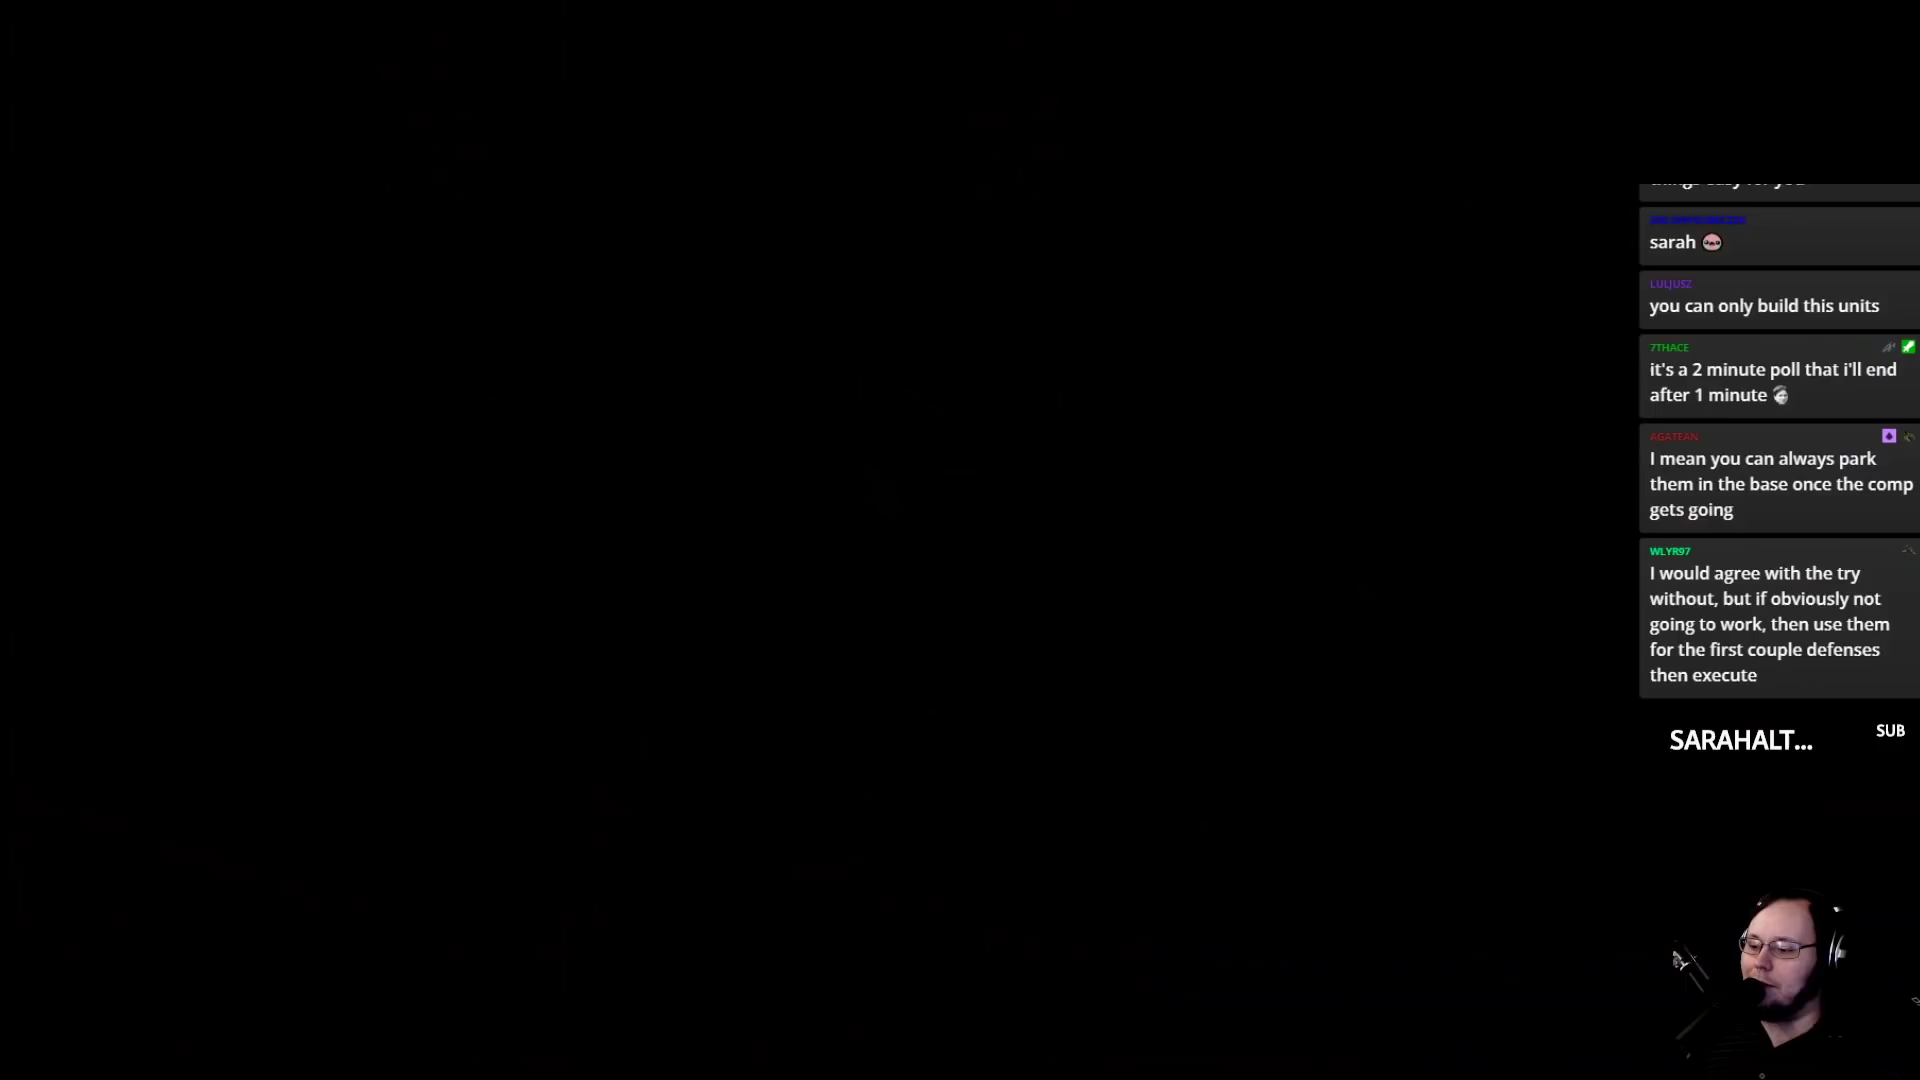 sarah
LULJUSZ
you can only build this units
7THACE
it's a 2 minute poll that i'll end
after 1 minute
AGATEAN
I mean you can always park
them in the base once the comp
gets going
WLYR97
I would agree with the try
without, but if obviously not
going to work, then use them
for the first couple defenses
then execute
SARAHALT...
SUB